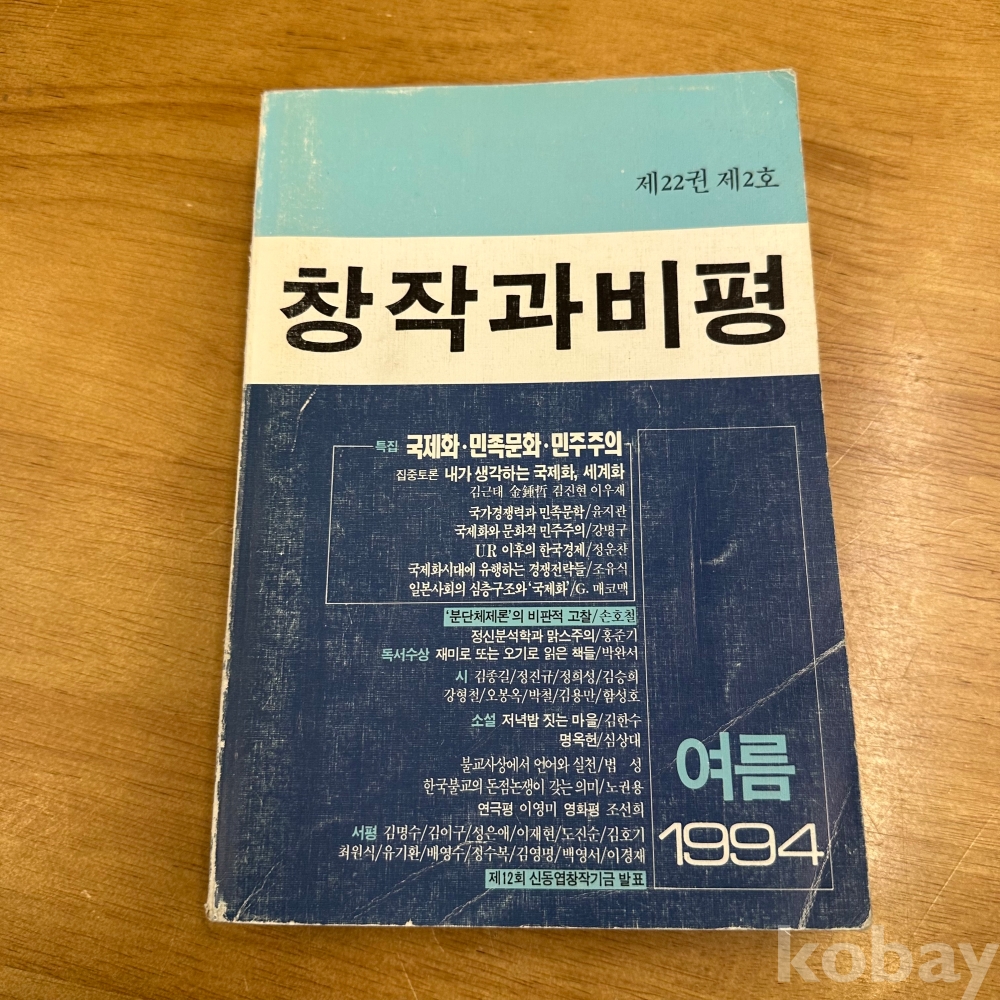 제22권 제2호
창작과비평
특집 국제화·민족문화·민주주의
집중토론 내가 생각하는 국제화, 세계화
김근태 金鍾哲 김진현 이우재
국가경쟁력과 민족문학/윤지관
국제화와 문화적 민주주의/강명구
UR 이후의 한국경제/정운찬
국제화시대에 유행하는 경쟁전략들/조유식
일본사회의 심층구조와 '국제화'/G. 매코맥
'분단체제론'의 비판적 고찰/손호철
정신분석학과 맑스주의/홍준기
독서수상 재미로 또는 오기로 읽은 책들/박완서
시 김종길/정진규/정희성/김승희
강형철/오봉옥/박철/김용만/함성호
소설 저녁밥 짓는 마을/김한수
명옥헌/심상대
불교사상에서 언어와 실천/법 성
한국불교의 돈점논쟁이 갖는 의미/노권용
연극평 이영미 영화평 조선희
서평 김명수/김이구/성은애/이재현/도진순/김호기
최원식/유기환/배영수/정수복/김영명/백영서/이경재
제12회 신동엽창작기금 발표
여름
1994
kobay